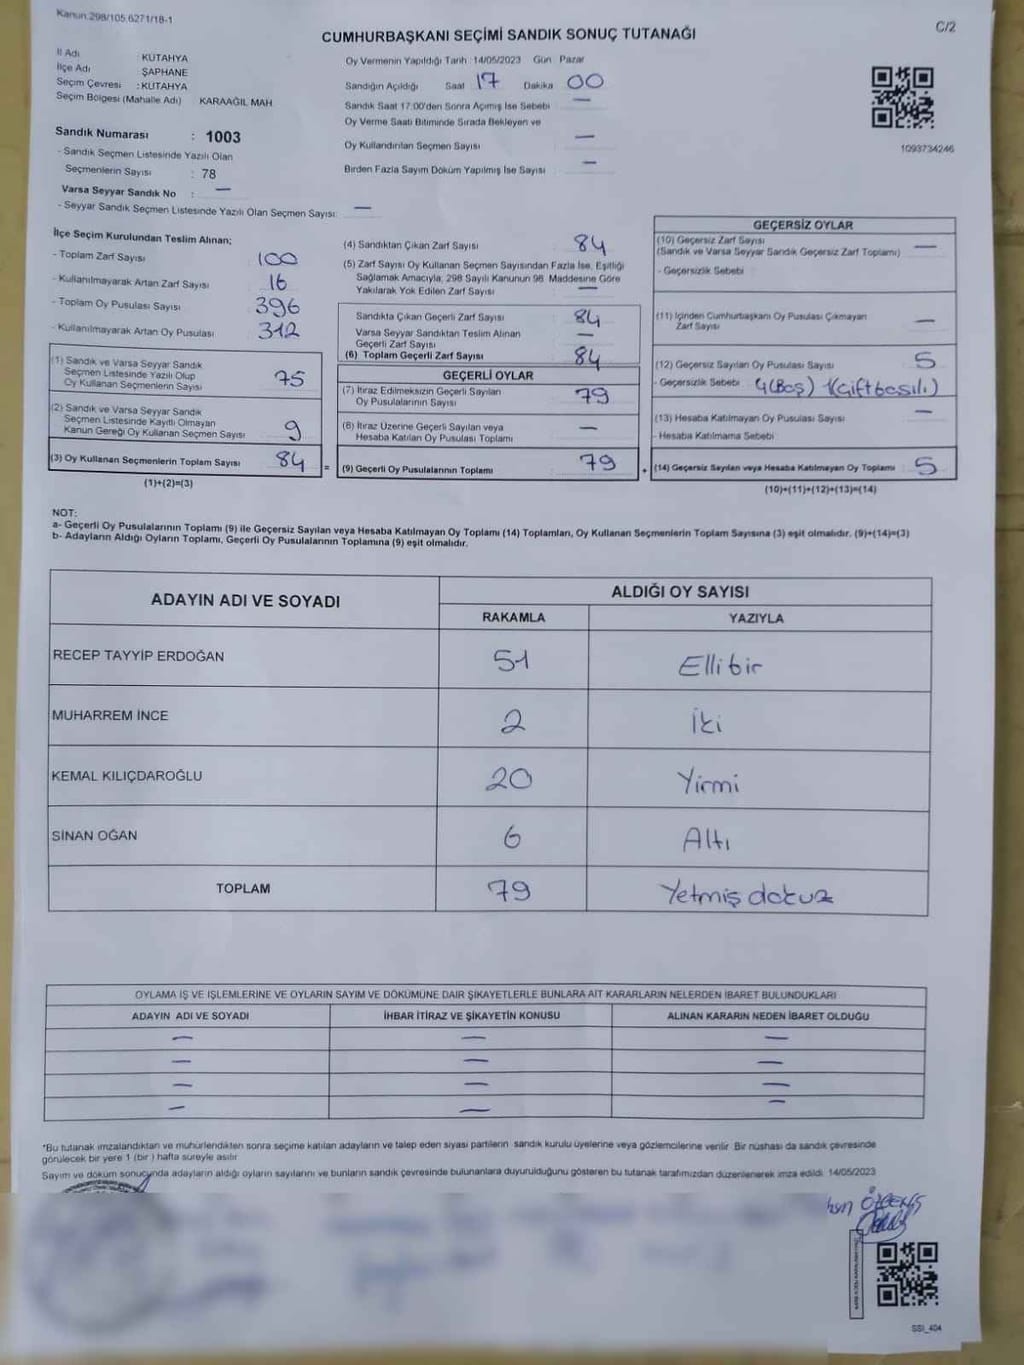 Kanun:298/105,6271/18-1
C/2
CUMHURBAŞKANI SEÇİMİ SANDIK SONUÇ TUTANAĞI
İl Adı : KÜTAHYA
İlçe Adı ŞAPHANE
Seçim Çevresi : KÜTAHYA
Seçim Bölgesi (Mahalle Adı) KARAAĞIL MAH
Sandık Numarası : 1003
- Sandık Seçmen Listesinde Yazılı Olan
Seçmenlerin Sayısı : 78
Varsa Seyyar Sandık No : —
- Seyyar Sandık Seçmen Listesinde Yazılı Olan Seçmen Sayısı: —
Oy Vermenin Yapıldığı Tarih 14/05/2023 Gün Pazar
Sandığın Açıldığı Saat 17 Dakika 00
Sandık Saat 17:00'den Sonra Açılmış İse Sebebi —
Oy Verme Saati Bitiminde Sırada Bekleyen ve
Oy Kullandırılan Seçmen Sayısı —
Birden Fazla Sayım Döküm Yapılmış İse Sayısı —
1093734246
İlçe Seçim Kurulundan Teslim Alınan;
- Toplam Zarf Sayısı 100
- Kullanılmayarak Artan Zarf Sayısı 16
- Toplam Oy Pusulası Sayısı 396
- Kullanılmayarak Artan Oy Pusulası 312
(1) Sandık ve Varsa Seyyar Sandık
Seçmen Listesinde Yazılı Olup
Oy Kullanan Seçmenlerin Sayısı 75
(2) Sandık ve Varsa Seyyar Sandık
Seçmen Listesinde Kayıtlı Olmayan
Kanun Gereği Oy Kullanan Seçmen Sayısı 9
(3) Oy Kullanan Seçmenlerin Toplam Sayısı 84 =
(1)+(2)=(3)
(4) Sandıktan Çıkan Zarf Sayısı 84
(5) Zarf Sayısı Oy Kullanan Seçmen Sayısından Fazla İse, Eşitliği
Sağlamak Amacıyla; 298 Sayılı Kanunun 98. Maddesine Göre
Yakılarak Yok Edilen Zarf Sayısı —
Sandıkta Çıkan Geçerli Zarf Sayısı 84
Varsa Seyyar Sandıktan Teslim Alınan
Geçerli Zarf Sayısı —
(6) Toplam Geçerli Zarf Sayısı 84
GEÇERLİ OYLAR
(7) İtiraz Edilmeksizin Geçerli Sayılan
Oy Pusulalarının Sayısı 79
(8) İtiraz Üzerine Geçerli Sayılan veya
Hesaba Katılan Oy Pusulası Toplamı —
(9) Geçerli Oy Pusulalarının Toplamı 79 +
GEÇERSİZ OYLAR
(10) Geçersiz Zarf Sayısı
(Sandık ve Varsa Seyyar Sandık Geçersiz Zarf Toplamı) —
- Geçersizlik Sebebi
(11) İçinden Cumhurbaşkanı Oy Pusulası Çıkmayan
Zarf Sayısı —
(12) Geçersiz Sayılan Oy Pusulası Sayısı 5
- Geçersizlik Sebebi 4(Boş) 1(Çift basılı)
(13) Hesaba Katılmayan Oy Pusulası Sayısı —
- Hesaba Katılmama Sebebi
(14) Geçersiz Sayılan veya Hesaba Katılmayan Oy Toplamı 5
(10)+(11)+(12)+(13)=(14)
NOT:
a- Geçerli Oy Pusulalarının Toplamı (9) ile Geçersiz Sayılan veya Hesaba Katılmayan Oy Toplamı (14) Toplamları, Oy Kullanan Seçmenlerin Toplam Sayısına (3) eşit olmalıdır. (9)+(14)=(3)
b- Adayların Aldığı Oyların Toplamı, Geçerli Oy Pusulalarının Toplamına (9) eşit olmalıdır.
ADAYIN ADI VE SOYADI ALDIĞI OY SAYISI
RAKAMLA YAZIYLA
RECEP TAYYİP ERDOĞAN 51 Ellibir
MUHARREM İNCE 2 İki
KEMAL KILIÇDAROĞLU 20 Yirmi
SİNAN OĞAN 6 Altı
TOPLAM 79 Yetmiş dokuz
OYLAMA İŞ VE İŞLEMLERİNE VE OYLARIN SAYIM VE DÖKÜMÜNE DAİR ŞİKAYETLERLE BUNLARA AİT KARARLARIN NELERDEN İBARET BULUNDUKLARI
ADAYIN ADI VE SOYADI İHBAR İTİRAZ VE ŞİKAYETİN KONUSU ALINAN KARARIN NEDEN İBARET OLDUĞU
— — —
— — —
— — —
— — —
*Bu tutanak imzalandıktan ve mühürlendikten sonra seçime katılan adayların ve talep eden siyasi partilerin sandık kurulu üyelerine veya gözlemcilerine verilir. Bir nüshası da sandık çevresinde
görülecek bir yere 1 (bir) hafta süreyle asılır.
Sayım ve döküm sonucunda adayların aldığı oyların sayılarını ve bunların sandık çevresinde bulunanlara duyurulduğunu gösteren bu tutanak tarafımızdan düzenlenerek imza edildi. 14/05/2023
SSI_404